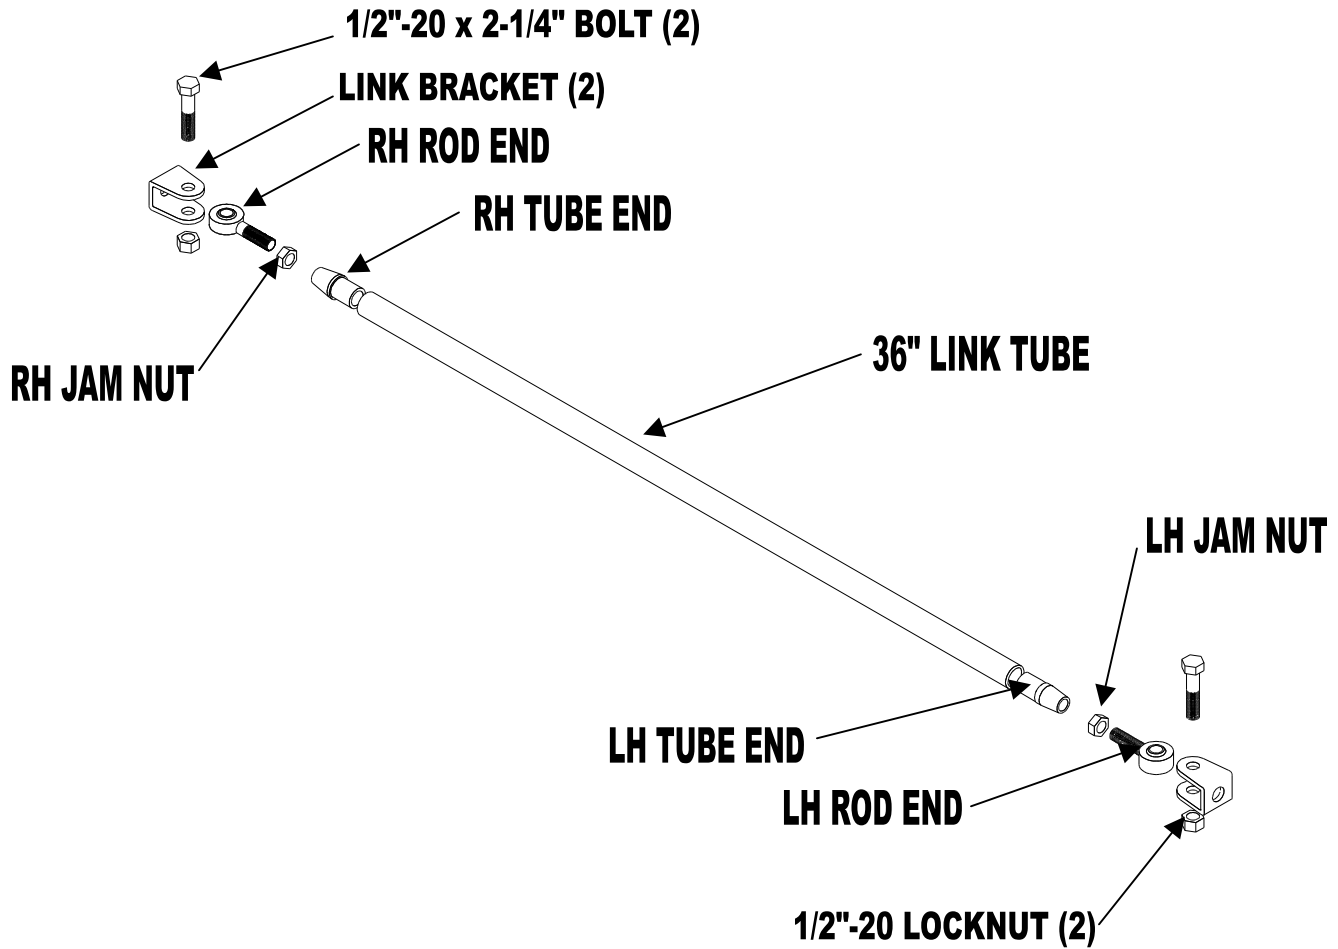 1/2"-20 x 2-1/4" BOLT (2)
LINK BRACKET (2)
RH ROD END
RH TUBE END
36" LINK TUBE
RH JAM NUT
LH JAM NUT
LH TUBE END
LH ROD END
1/2"-20 LOCKNUT (2)